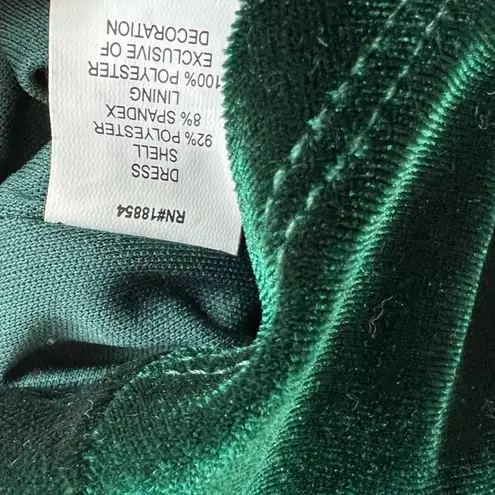 RN#18854
DRESS
SHELL
92% POLYESTER
8% SPANDEX
LINING
100% POLYESTER
EXCLUSIVE OF
DECORATION